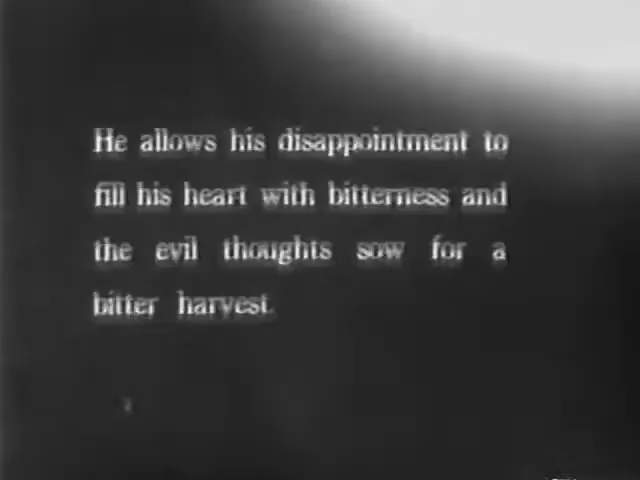 He allows his disappointment to
fill his heart with bitterness and
the evil thoughts sow for a
bitter harvest.